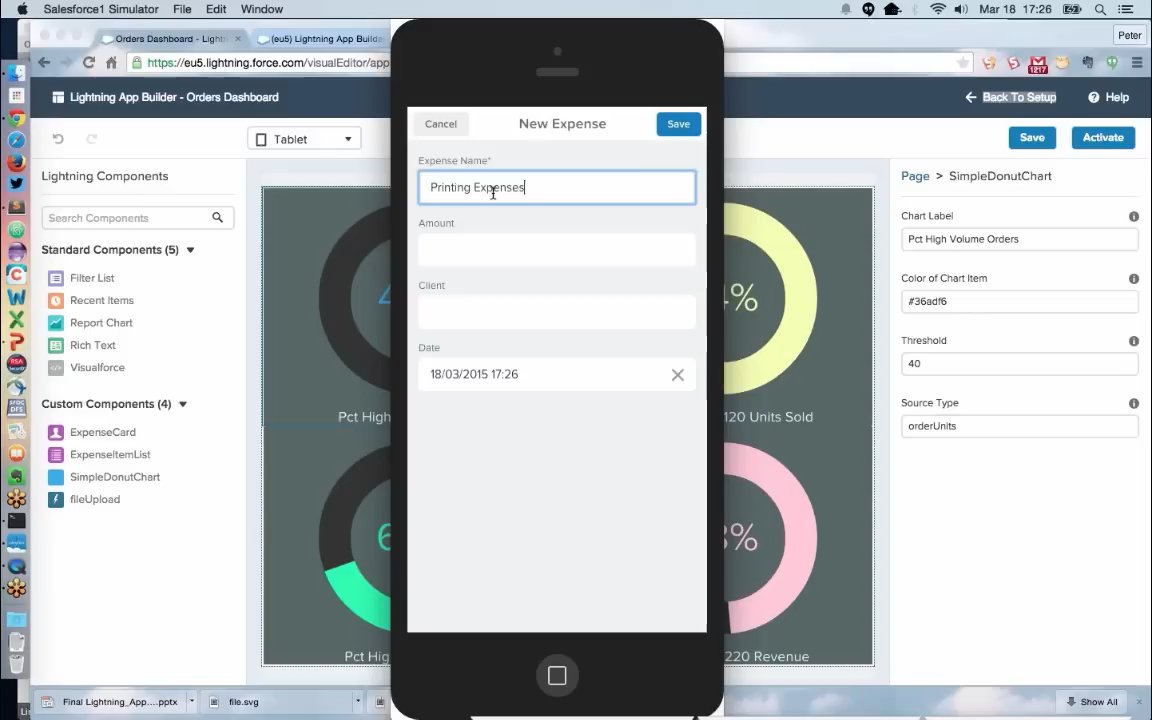 Salesforce1 Simulator File Edit Window
Mar 18 17:26
Orders Dashboard - Lightn
(eu5) Lightning App Builde
Peter
https://eu5.lightning.force.com/visualEditor/app
1217
Lightning App Builder - Orders Dashboard
Back To Setup
Help
Tablet
Save
Activate
Lightning Components
Search Components
Standard Components (5)
Filter List
Recent Items
Report Chart
Rich Text
Visualforce
Custom Components (4)
ExpenseCard
ExpenseItemList
SimpleDonutChart
fileUpload
Pct High
120 Units Sold
Pct Hig
220 Revenue
Cancel
New Expense
Save
Expense Name*
Printing Expenses
Amount
Client
Date
18/03/2015 17:26
Page > SimpleDonutChart
Chart Label
Pct High Volume Orders
Color of Chart Item
#36adf6
Threshold
40
Source Type
orderUnits
Final Lightning_App....pptx
file.svg
Show All